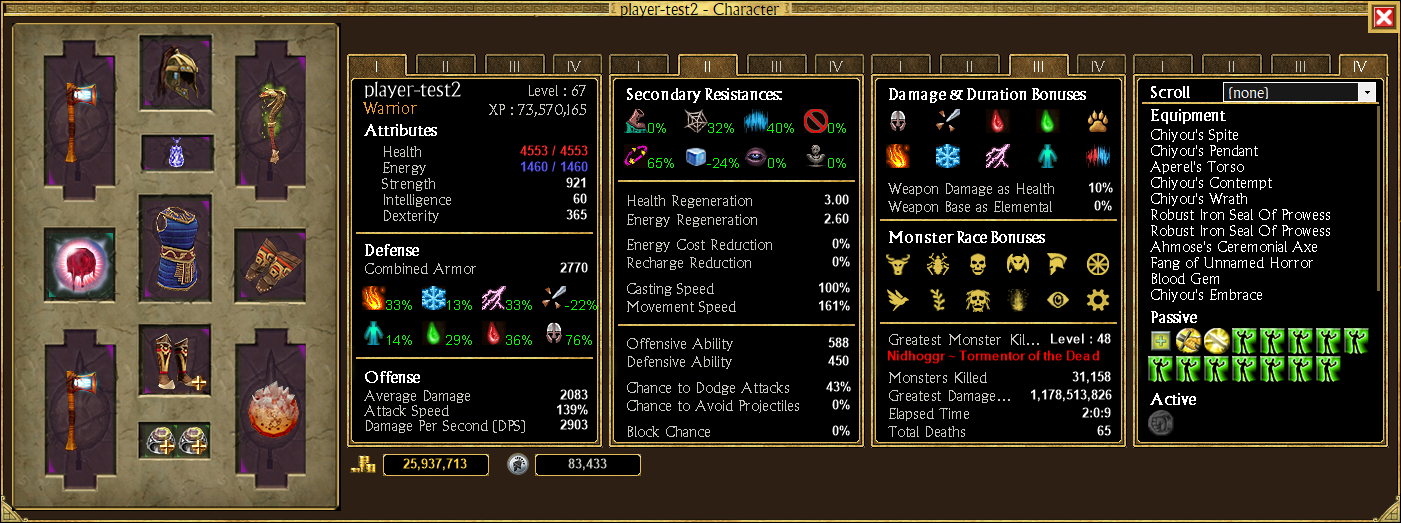 player-test2 - Character
I II III IV
player-test2 Level : 67
Warrior XP : 73,570,165
Attributes
Health 4553 / 4553
Energy 1460 / 1460
Strength 921
Intelligence 60
Dexterity 365
Defense
Combined Armor 2770
33% 13% 33% -22%
14% 29% 36% 76%
Offense
Average Damage 2083
Attack Speed 139%
Damage Per Second [DPS] 2903
I II III IV
Secondary Resistances:
0% 32% 40% 0%
65% -24% 0% 0%
Health Regeneration 3.00
Energy Regeneration 2.60
Energy Cost Reduction 0%
Recharge Reduction 0%
Casting Speed 100%
Movement Speed 161%
Offensive Ability 588
Defensive Ability 450
Chance to Dodge Attacks 43%
Chance to Avoid Projectiles 0%
Block Chance 0%
I II III IV
Damage & Duration Bonuses
Weapon Damage as Health 10%
Weapon Base as Elemental 0%
Monster Race Bonuses
Greatest Monster Kil... Level : 48
Nidhoggr ~ Tormentor of the Dead
Monsters Killed 31,158
Greatest Damage... 1,178,513,826
Elapsed Time 2:0:9
Total Deaths 65
I II III IV
Scroll (none)
Equipment
Chiyou's Spite
Chiyou's Pendant
Aperel's Torso
Chiyou's Contempt
Chiyou's Wrath
Robust Iron Seal Of Prowess
Robust Iron Seal Of Prowess
Ahmose's Ceremonial Axe
Fang of Unnamed Horror
Blood Gem
Chiyou's Embrace
Passive
Active
25,937,713 83,433